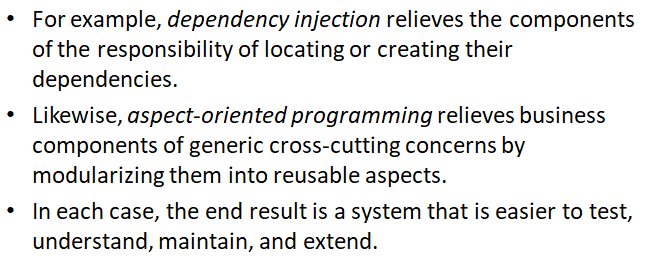 • For example, dependency injection relieves the components
of the responsibility of locating or creating their
dependencies.
• Likewise, aspect-oriented programming relieves business
components of generic cross-cutting concerns by
modularizing them into reusable aspects.
• In each case, the end result is a system that is easier to test,
understand, maintain, and extend.